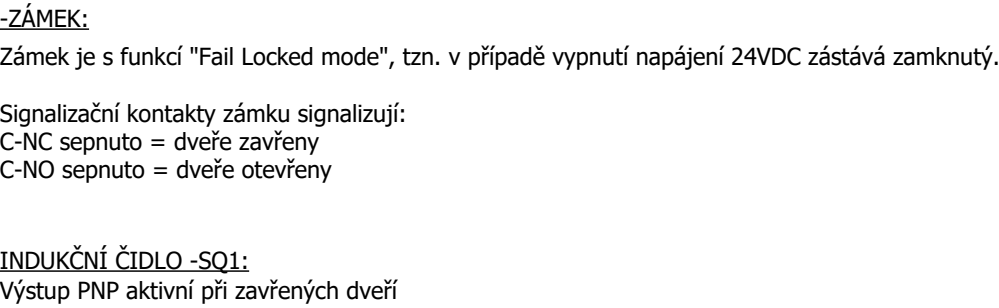 -ZÁMEK:
Zámek je s funkcí "Fail Locked mode", tzn. v případě vypnutí napájení 24VDC zástává zamknutý.
Signalizační kontakty zámku signalizují:
C-NC sepnuto = dveře zavřeny
C-NO sepnuto = dveře otevřeny
INDUKČNÍ ČIDLO -SQ1:
Výstup PNP aktivní při zavřených dveří